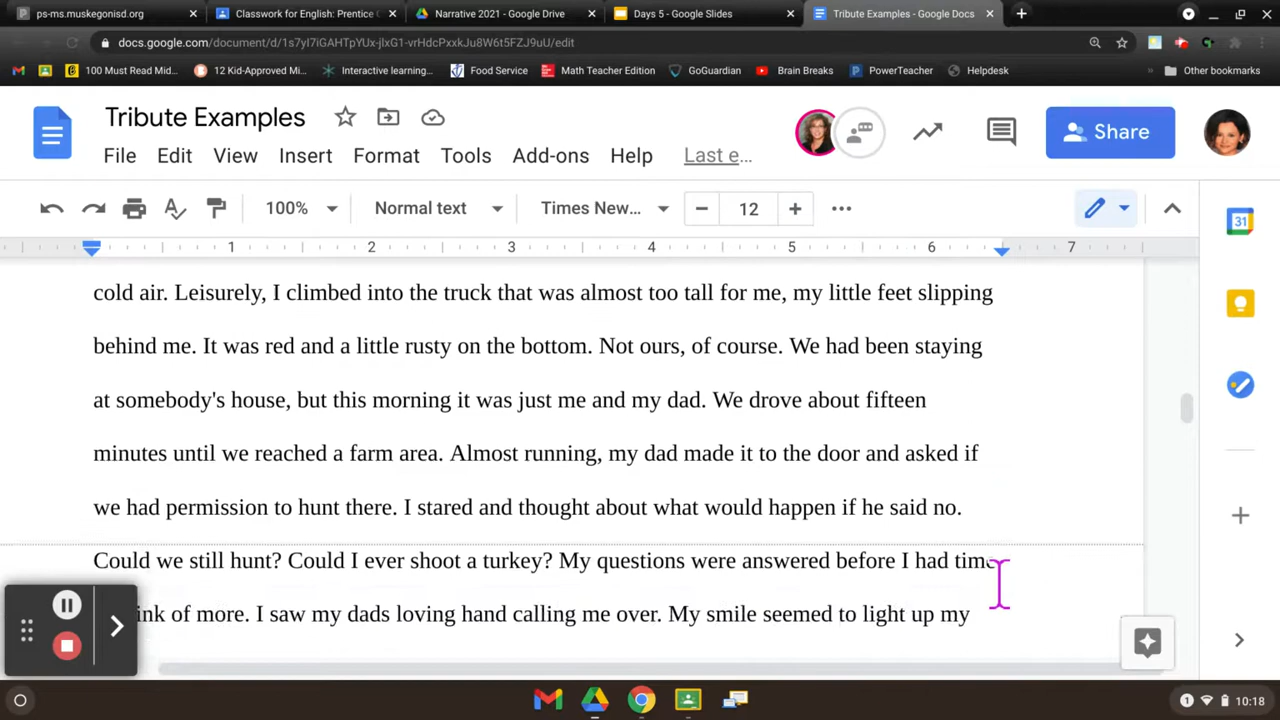 ps-ms.muskegonisd.org
Classwork for English: Prentice
Narrative 2021 - Google Drive
Days 5 - Google Slides
Tribute Examples - Google Docs
docs.google.com/document/d/1s7yI7iGAHTpYUx-jlxG1-vrHdcPxxkJu8W6t5FZJ9uU/edit
100 Must Read Mid...
12 Kid-Approved Mi...
Interactive learning...
Food Service
Math Teacher Edition
GoGuardian
Brain Breaks
PowerTeacher
Helpdesk
Other bookmarks
Tribute Examples
Share
File Edit View Insert Format Tools Add-ons Help Last e...
100% Normal text Times New... 12
1 2 3 4 5 6 7
31
cold air. Leisurely, I climbed into the truck that was almost too tall for me, my little feet slipping
behind me. It was red and a little rusty on the bottom. Not ours, of course. We had been staying
at somebody's house, but this morning it was just me and my dad. We drove about fifteen
minutes until we reached a farm area. Almost running, my dad made it to the door and asked if
we had permission to hunt there. I stared and thought about what would happen if he said no.
Could we still hunt? Could I ever shoot a turkey? My questions were answered before I had time
ink of more. I saw my dads loving hand calling me over. My smile seemed to light up my
1 10:18